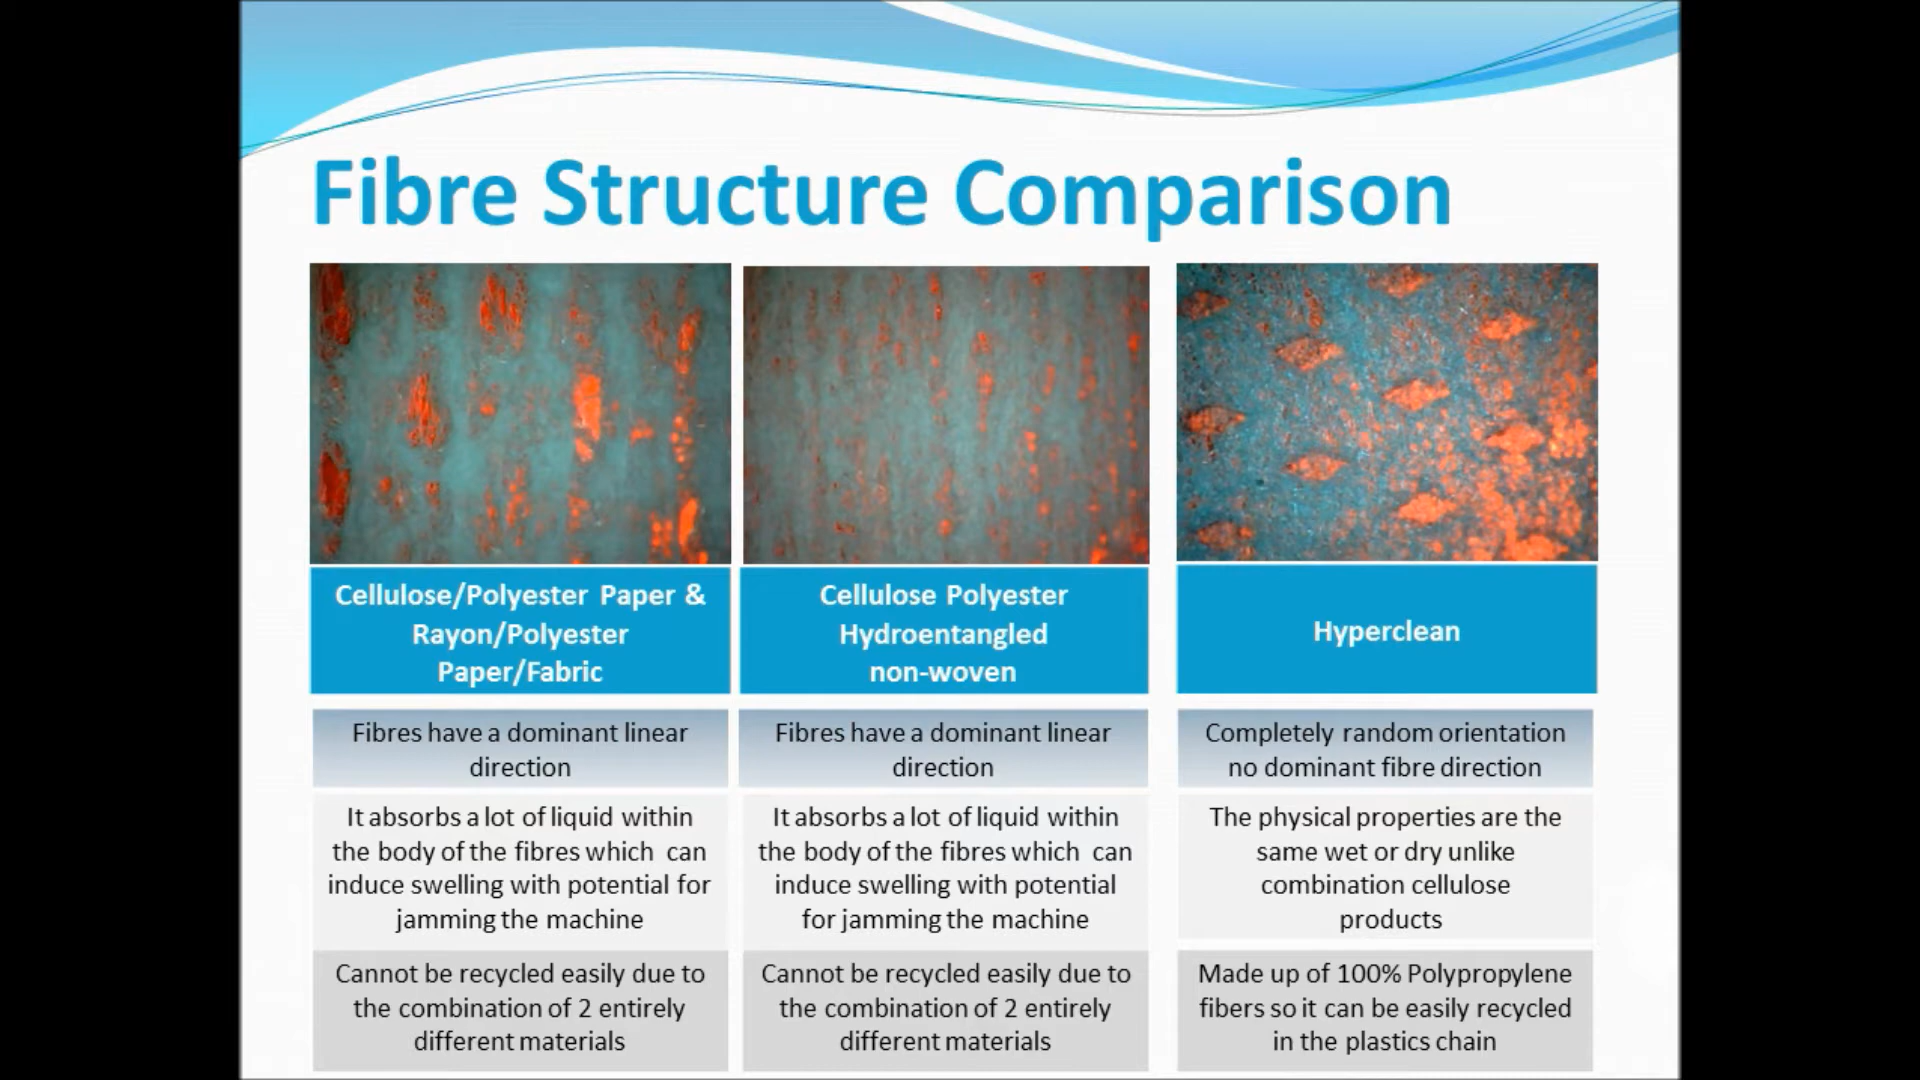 Fibre Structure Comparison
Cellulose/Polyester Paper &
Rayon/Polyester
Paper/Fabric
Fibres have a dominant linear
direction
It absorbs a lot of liquid within
the body of the fibres which can
induce swelling with potential for
jamming the machine
Cannot be recycled easily due to
the combination of 2 entirely
different materials
Cellulose Polyester
Hydroentangled
non-woven
Fibres have a dominant linear
direction
It absorbs a lot of liquid within
the body of the fibres which can
induce swelling with potential
for jamming the machine
Cannot be recycled easily due to
the combination of 2 entirely
different materials
Hyperclean
Completely random orientation
no dominant fibre direction
The physical properties are the
same wet or dry unlike
combination cellulose
products
Made up of 100% Polypropylene
fibers so it can be easily recycled
in the plastics chain